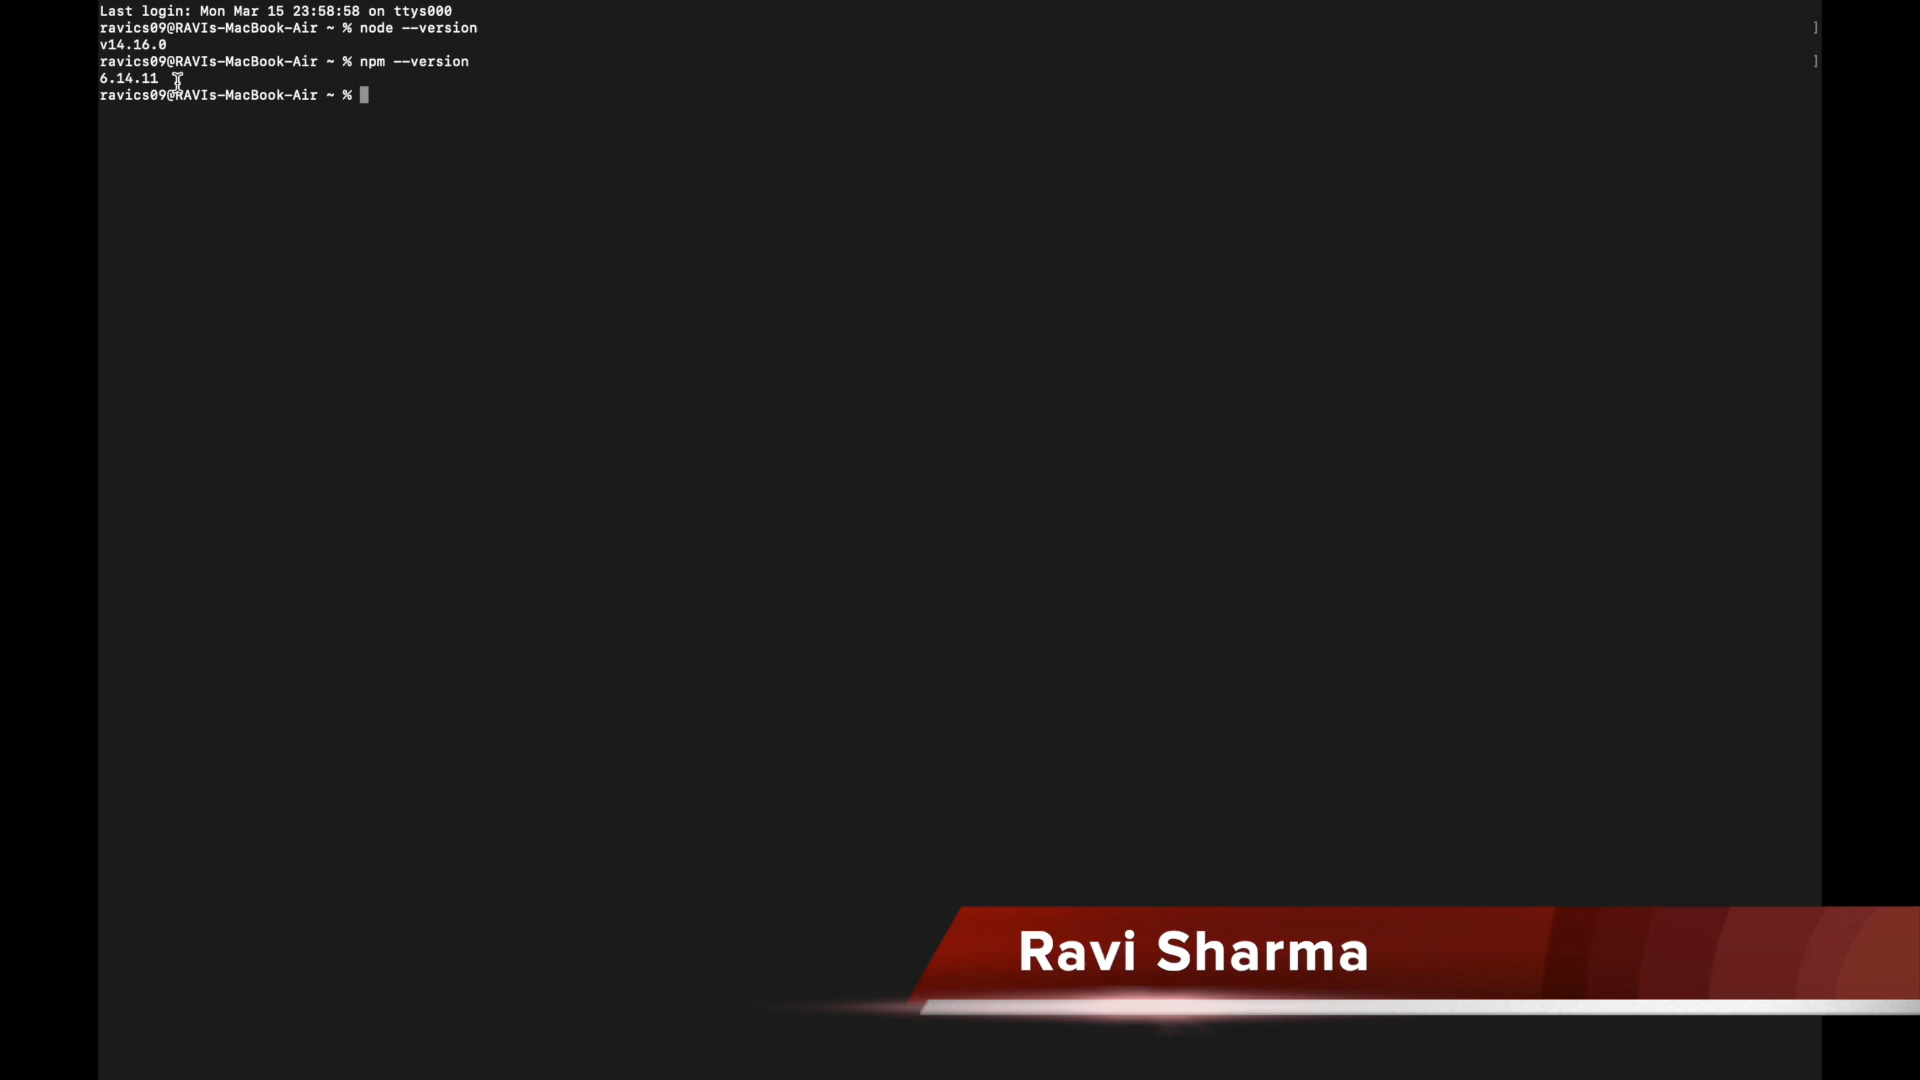 Last login: Mon Mar 15 23:58:58 on ttys000
ravics09@RAVIs-MacBook-Air ~ % node --version
v14.16.0
ravics09@RAVIs-MacBook-Air ~ % npm --version
6.14.11
ravics09@RAVIs-MacBook-Air ~ %
Ravi Sharma